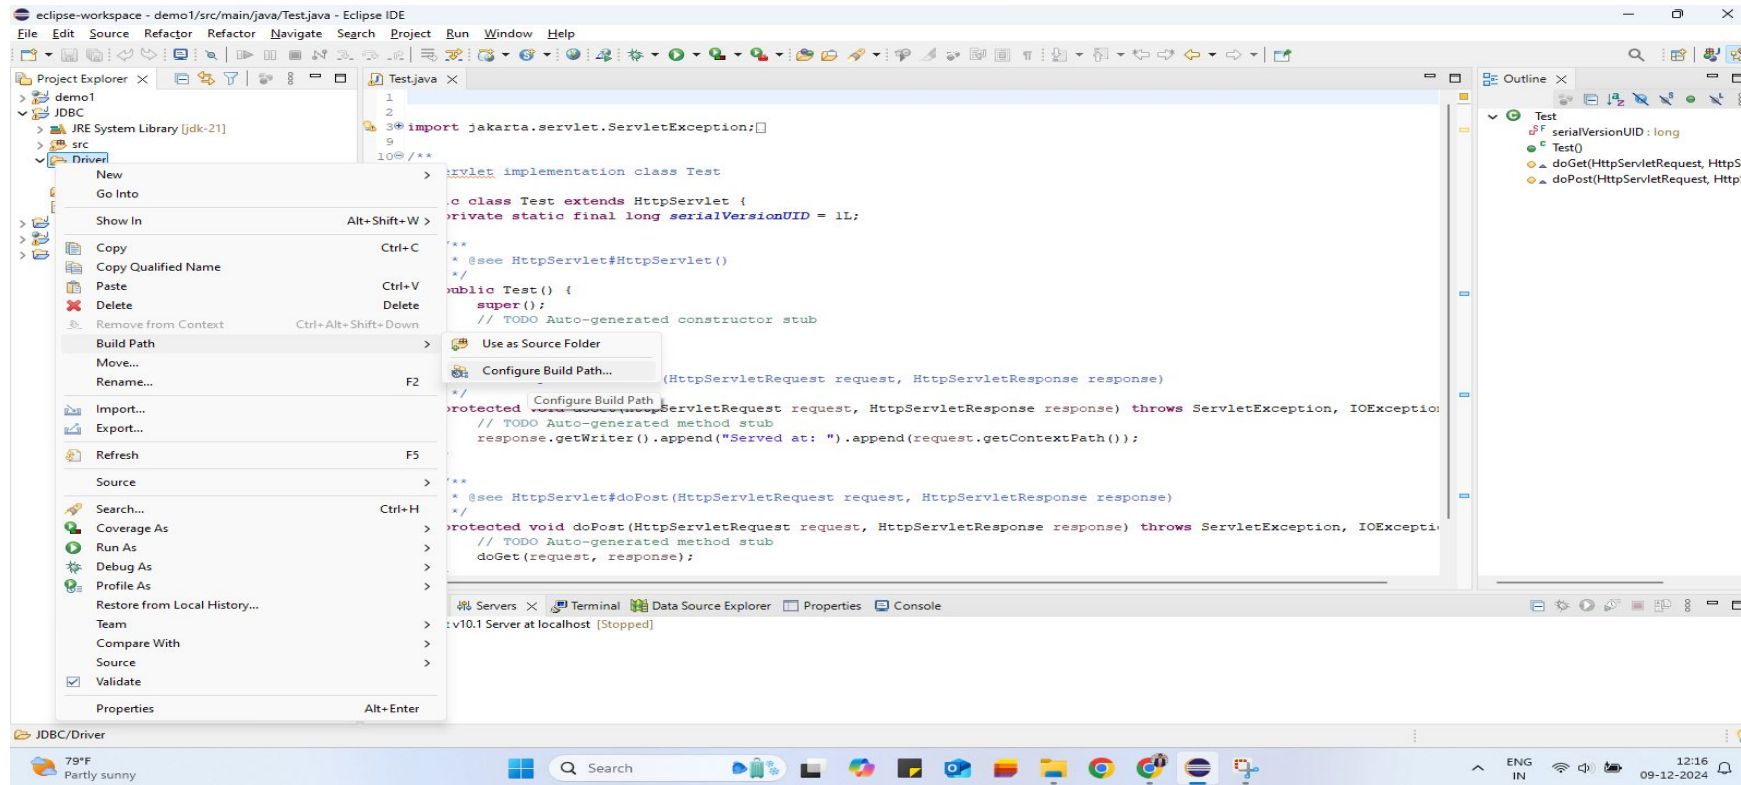 eclipse-workspace - demo1/src/main/java/Test.java - Eclipse IDE
File Edit Source Refactor Refactor Navigate Search Project Run Window Help
Project Explorer
demo1
JDBC
JRE System Library [jdk-21]
src
Driver
New
Go Into
Show In Alt+Shift+W >
Copy Ctrl+C
Copy Qualified Name
Paste Ctrl+V
Delete Delete
Remove from Context Ctrl+Alt+Shift+Down
Build Path
Move...
Rename... F2
Import...
Export...
Refresh F5
Source
Search... Ctrl+H
Coverage As
Run As
Debug As
Profile As
Restore from Local History...
Team
Compare With
Source
Validate
Properties Alt+Enter
Use as Source Folder
Configure Build Path...
Configure Build Path
Test.java
1
2
3 import jakarta.servlet.ServletException;
9
10 /**
implementation class Test
class Test extends HttpServlet {
private static final long serialVersionUID = 1L;
**
* @see HttpServlet#HttpServlet()
*/
public Test() {
super();
// TODO Auto-generated constructor stub
(HttpServletRequest request, HttpServletResponse response)
*/
protected void doGet(HttpServletRequest request, HttpServletResponse response) throws ServletException, IOExceptio
// TODO Auto-generated method stub
response.getWriter().append("Served at: ").append(request.getContextPath());
**
* @see HttpServlet#doPost(HttpServletRequest request, HttpServletResponse response)
*/
protected void doPost(HttpServletRequest request, HttpServletResponse response) throws ServletException, IOExcepti
// TODO Auto-generated method stub
doGet(request, response);
Outline
Test
serialVersionUID : long
Test()
doGet(HttpServletRequest, HttpS
doPost(HttpServletRequest, Http
Servers Terminal Data Source Explorer Properties Console
v10.1 Server at localhost [Stopped]
JDBC/Driver
79°F
Partly sunny
Search
ENG
IN
12:16
09-12-2024